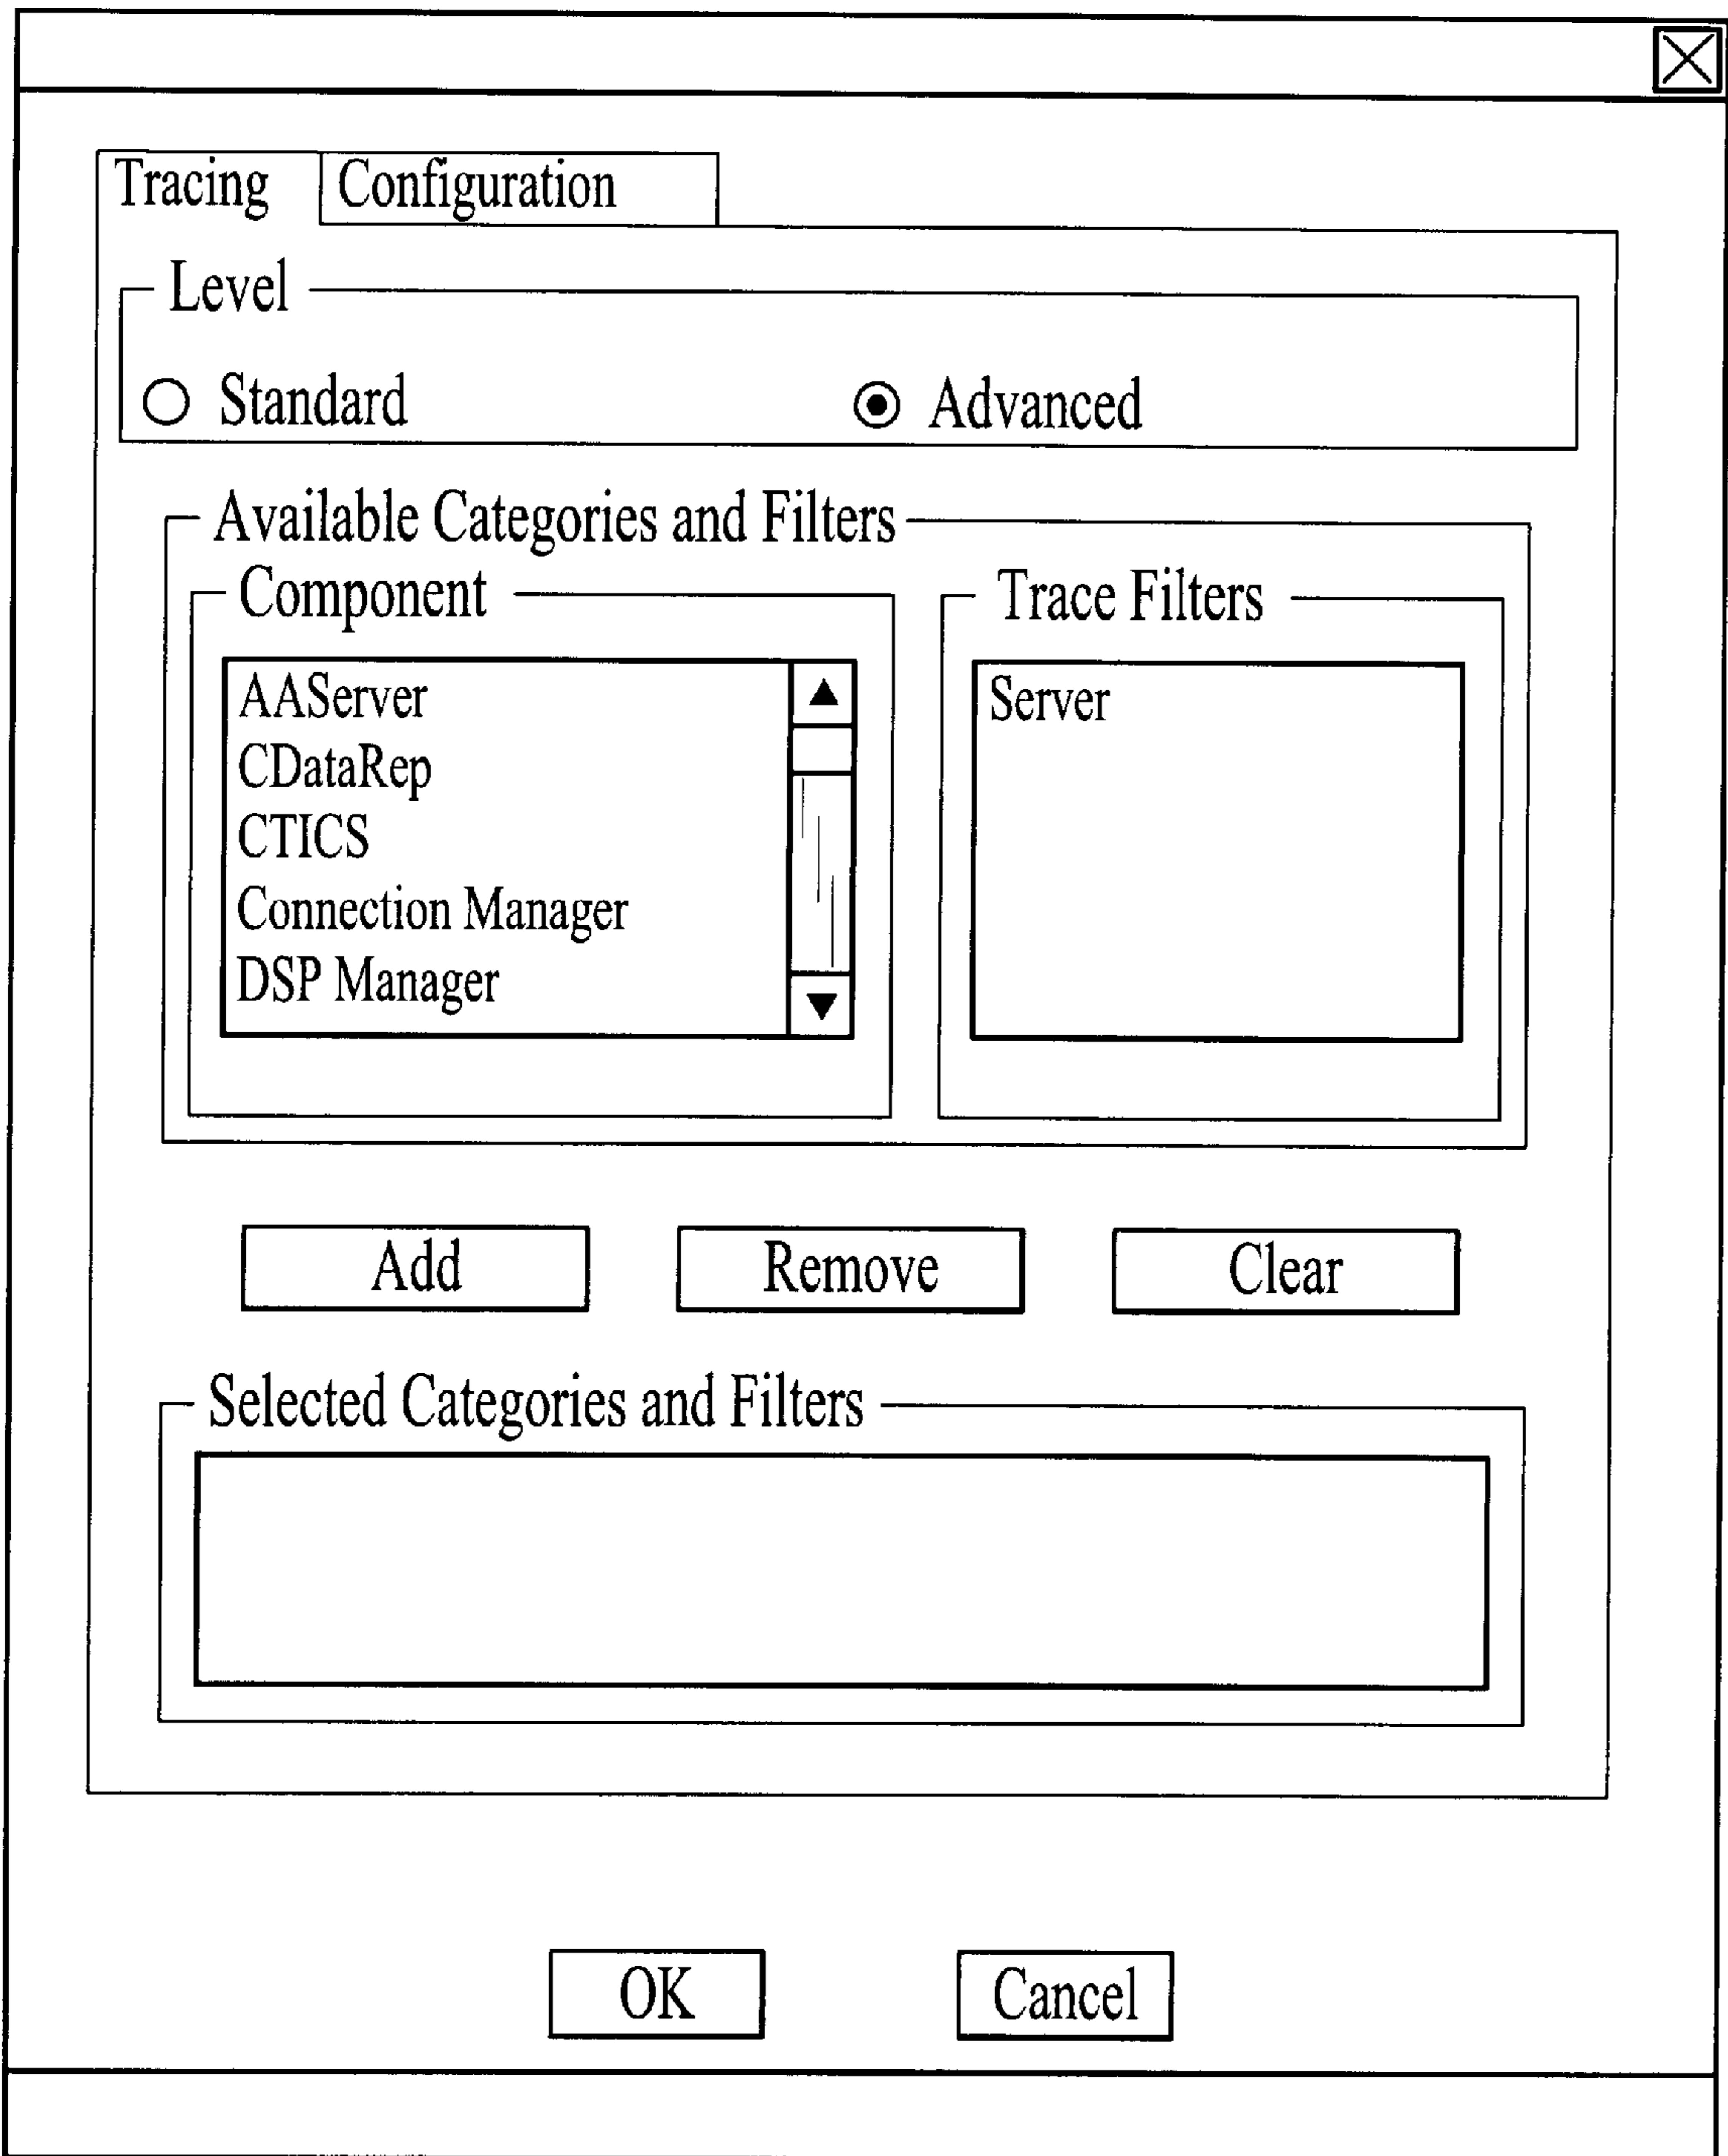 Tracing Configuration
Level
Standard Advanced
Available Categories and Filters
Component Trace Filters
AAServer Server
CDataRep
CTICS
Connection Manager
DSP Manager
Add Remove Clear
Selected Categories and Filters
OK Cancel